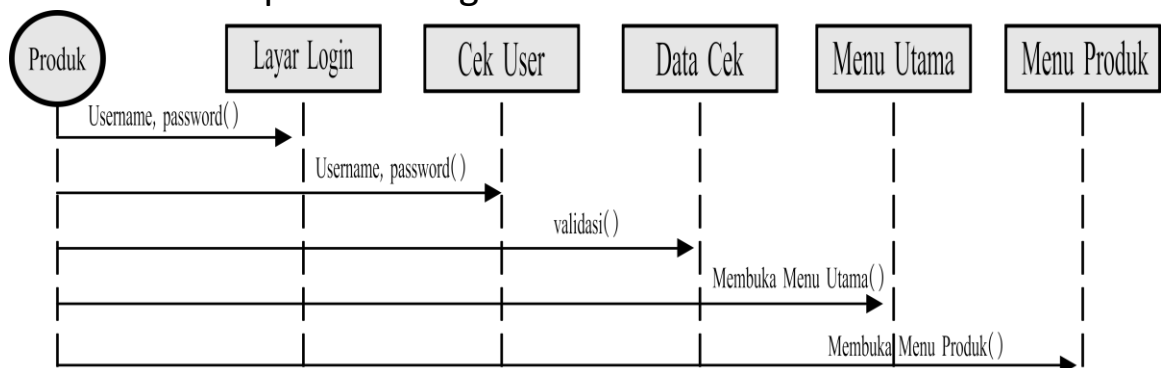 Produk
Layar Login
Cek User
Data Cek
Menu Utama
Menu Produk
Username, password()
Username, password()
validasi()
Membuka Menu Utama()
Membuka Menu Produk()